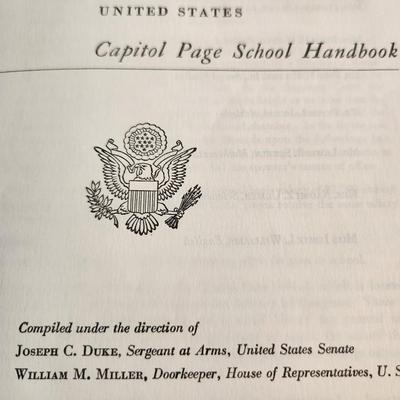 UNITED STATES
Capitol Page School Handbook
Compiled under the direction of
JOSEPH C. DUKE, Sergeant at Arms, United States Senate
WILLIAM M. MILLER, Doorkeeper, House of Representatives, U. S